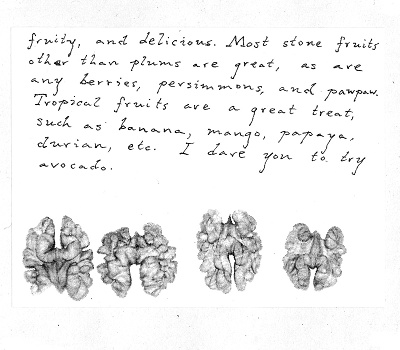 fruity, and delicious. Most stone fruits
other than plums are great, as are
any berries, persimmons, and pawpaw.
Tropical fruits are a great treat,
such as banana, mango, papaya,
durian, etc. I dare you to try
avocado.